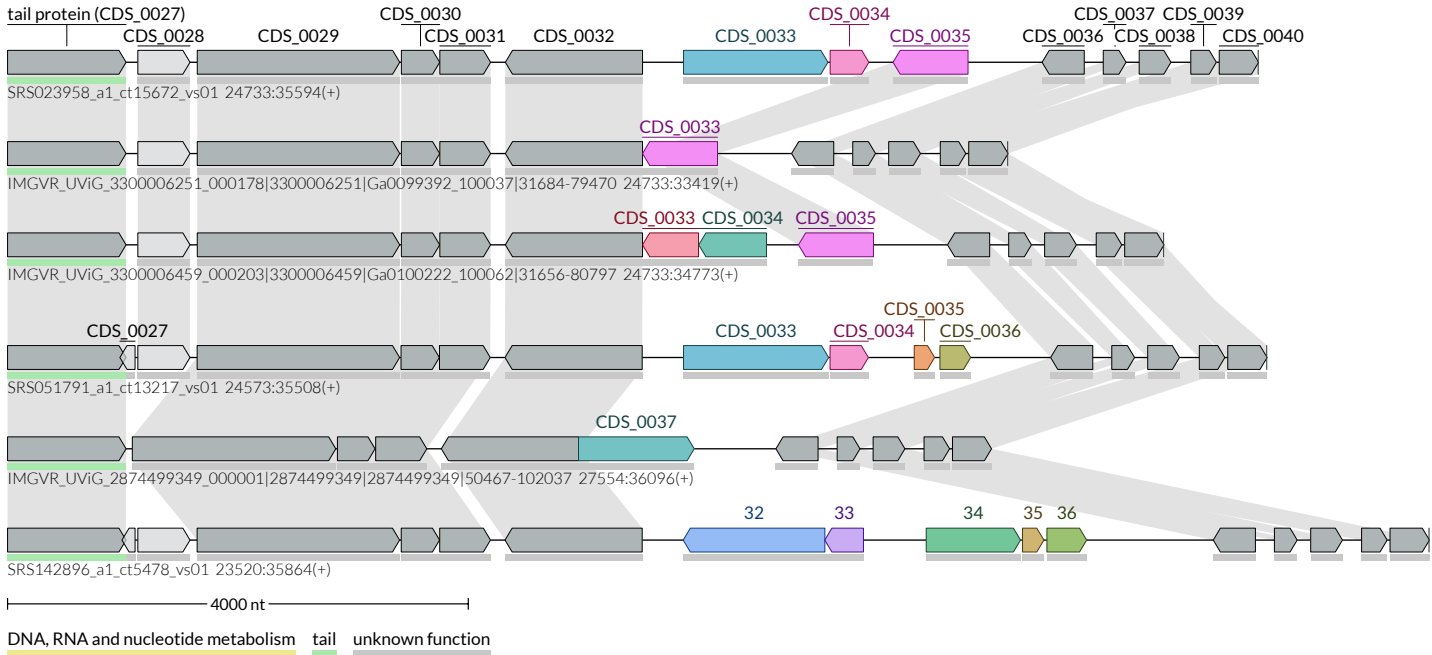 tail protein (CDS_0027) CDS_0030 CDS_0034 CDS_0037 CDS_0039
CDS_0028 CDS_0029 CDS_0031 CDS_0032 CDS_0033 CDS_0035 CDS_0036 CDS_0038 CDS_0040
SRS023958_a1_ct15672_vs01 24733:35594(+)
CDS_0033
IMGVR_UViG_3300006251_000178|3300006251|Ga0099392_100037|31684-79470 24733:33419(+)
CDS_0033 CDS_0034 CDS_0035
IMGVR_UViG_3300006459_000203|3300006459|Ga0100222_100062|31656-80797 24733:34773(+)
CDS_0035
CDS_0027 CDS_0033 CDS_0034 CDS_0036
SRS051791_a1_ct13217_vs01 24573:35508(+)
CDS_0037
IMGVR_UViG_2874499349_000001|2874499349|2874499349|50467-102037 27554:36096(+)
32 33 34 35 36
SRS142896_a1_ct5478_vs01 23520:35864(+)
4000 nt
DNA, RNA and nucleotide metabolism tail unknown function